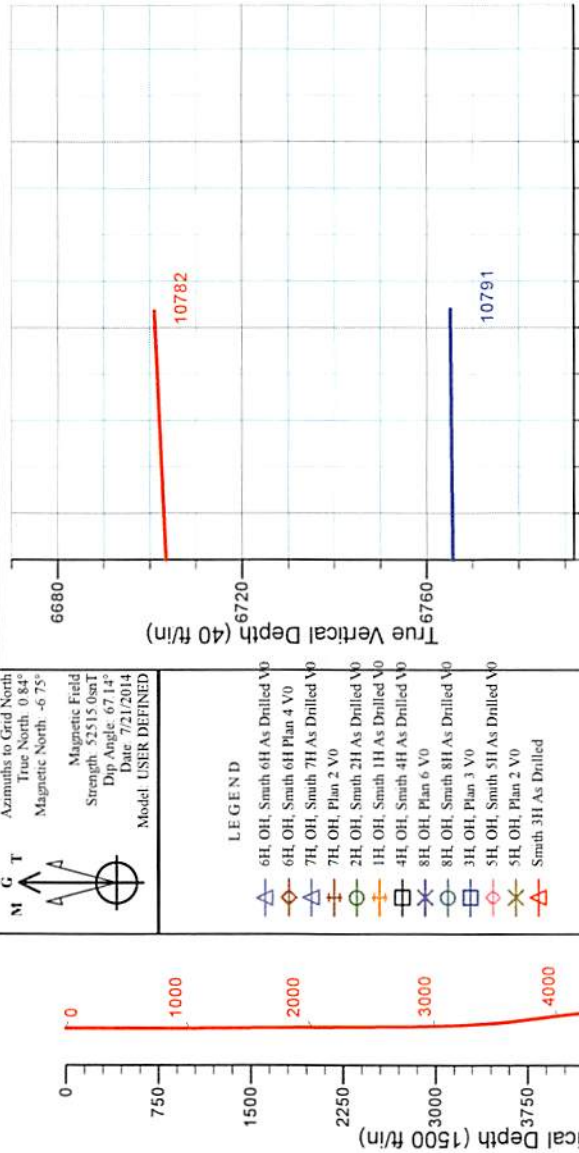 Azimuths to Grid North
True North: 0.84°
Magnetic North: -6.75°
Magnetic Field
Strength: 52515.0snT
Dip Angle: 67.14°
Date: 7/21/2014
Model: USER DEFINED
M G T
LEGEND
6H, OH, Smith 6H As Drilled V0
6H, OH, Smith 6H Plan 4 V0
7H, OH, Smith 7H As Drilled V0
7H, OH, Plan 2 V0
2H, OH, Smith 2H As Drilled V0
1H, OH, Smith 1H As Drilled V0
4H, OH, Smith 4H As Drilled V0
8H, OH, Plan 6 V0
8H, OH, Smith 8H As Drilled V0
3H, OH, Plan 3 V0
5H, OH, Smith 5H As Drilled V0
5H, OH, Plan 2 V0
Smith 3H As Drilled
True Vertical Depth (40 ft/in)
6680
6720
6760
10782
10791
ical Depth (1500 ft/in)
0
750
1500
2250
3000
3750
0
1000
2000
3000
4000